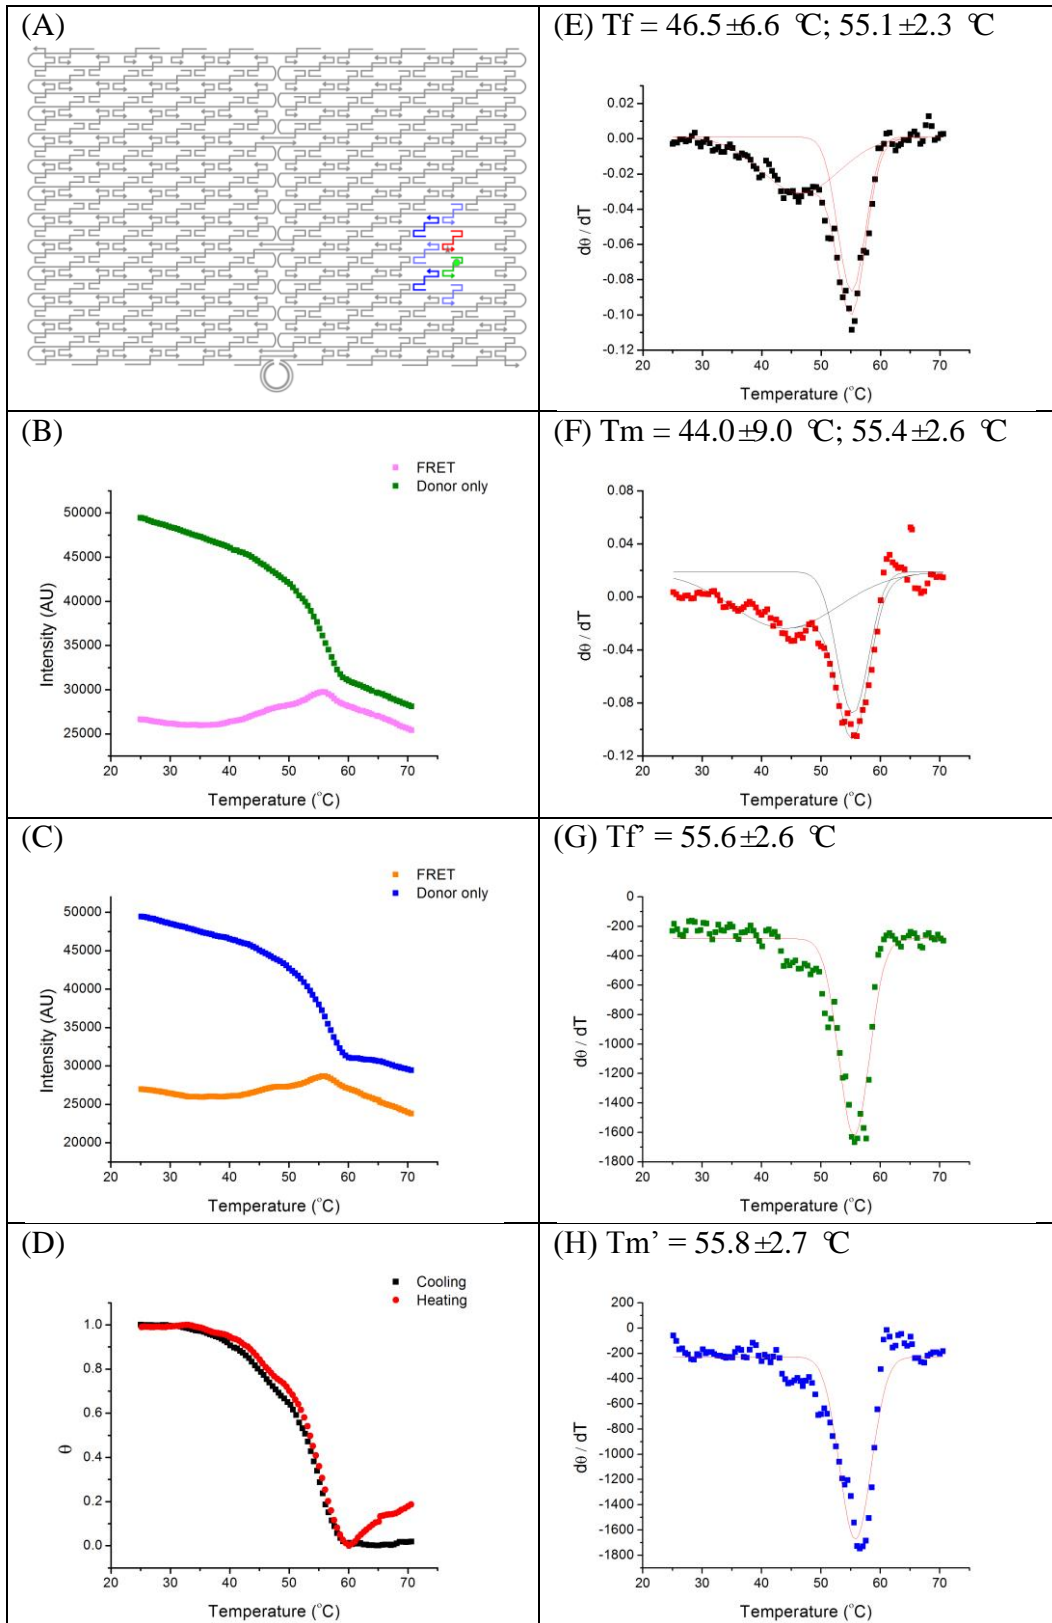 (A)
(B)
FRET
Donor only
50000
45000
40000
35000
30000
25000
Intensity (AU)
20 30 40 50 60 70
Temperature (°C)
(C)
FRET
Donor only
50000
45000
40000
35000
30000
25000
20000
Intensity (AU)
20 30 40 50 60 70
Temperature (°C)
(D)
Cooling
Heating
1.0
0.8
0.6
0.4
0.2
0.0
θ
20 30 40 50 60 70
Temperature (°C)
(E) Tf = 46.5±6.6 ℃; 55.1±2.3 ℃
0.02
0.00
-0.02
-0.04
-0.06
-0.08
-0.10
-0.12
dθ / dT
20 30 40 50 60 70
Temperature (°C)
(F) Tm = 44.0±9.0 ℃; 55.4±2.6 ℃
0.08
0.04
0.00
-0.04
-0.08
-0.12
dθ / dT
20 30 40 50 60 70
Temperature (°C)
(G) Tf’ = 55.6±2.6 ℃
0
-200
-400
-600
-800
-1000
-1200
-1400
-1600
-1800
dθ / dT
20 30 40 50 60 70
Temperature (°C)
(H) Tm’ = 55.8±2.7 ℃
200
0
-200
-400
-600
-800
-1000
-1200
-1400
-1600
-1800
dθ / dT
20 30 40 50 60 70
Temperature (°C)